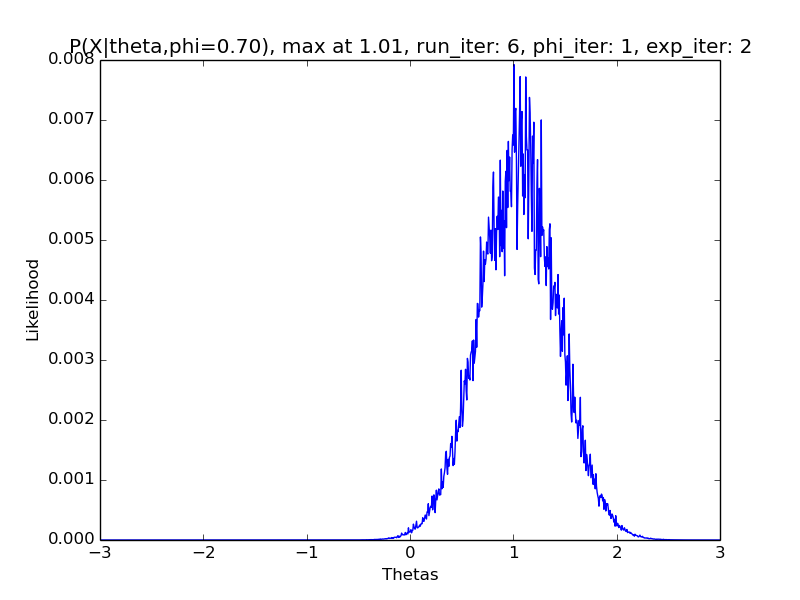 P(X|theta,phi=0.70), max at 1.01, run_iter: 6, phi_iter: 1, exp_iter: 2
0.008
0.007
0.006
0.005
0.004
0.003
0.002
0.001
0.000
Likelihood
−3 −2 −1 0 1 2 3
Thetas